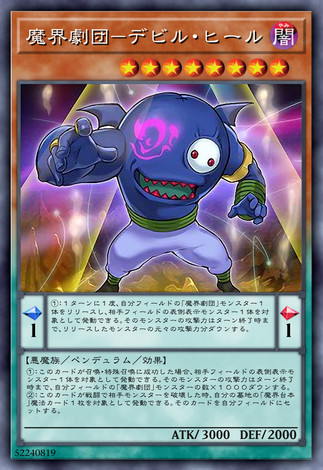 魔界劇団-デビル・ヒール
闇
やみ
①:1ターンに1度、自分フィールドの「魔界劇団」モンスター1
体をリリースし、相手フィールドの表側表示モンスター1体を対
象として発動できる。そのモンスターの攻撃力はターン終了時ま
で、リリースしたモンスターの元々の攻撃力分ダウンする。
1
1
【悪魔族/ペンデュラム/効果】
①:このカードが召喚・特殊召喚に成功した場合、相手フィールドの表側表示モ
ンスター1体を対象として発動できる。そのモンスターの攻撃力はターン終了
時まで、自分フィールドの「魔界劇団」モンスターの数×1000ダウンする。
②:このカードが戦闘で相手モンスターを破壊した時、自分の墓地の「魔界台本」
魔法カード1枚を対象として発動できる。そのカードを自分フィールドにセ
ットする。
ATK/3000 DEF/2000
52240819